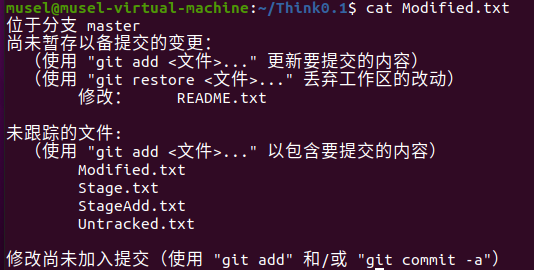 musel@musel-virtual-machine:~/Think0.1$ cat Modified.txt
位于分支 master
尚未暂存以备提交的变更：
（使用 "git add <文件>..." 更新要提交的内容）
（使用 "git restore <文件>..." 丢弃工作区的改动）
修改： README.txt
未跟踪的文件：
（使用 "git add <文件>..." 以包含要提交的内容）
Modified.txt
Stage.txt
StageAdd.txt
Untracked.txt
修改尚未加入提交（使用 "git add" 和/或 "git commit -a"）